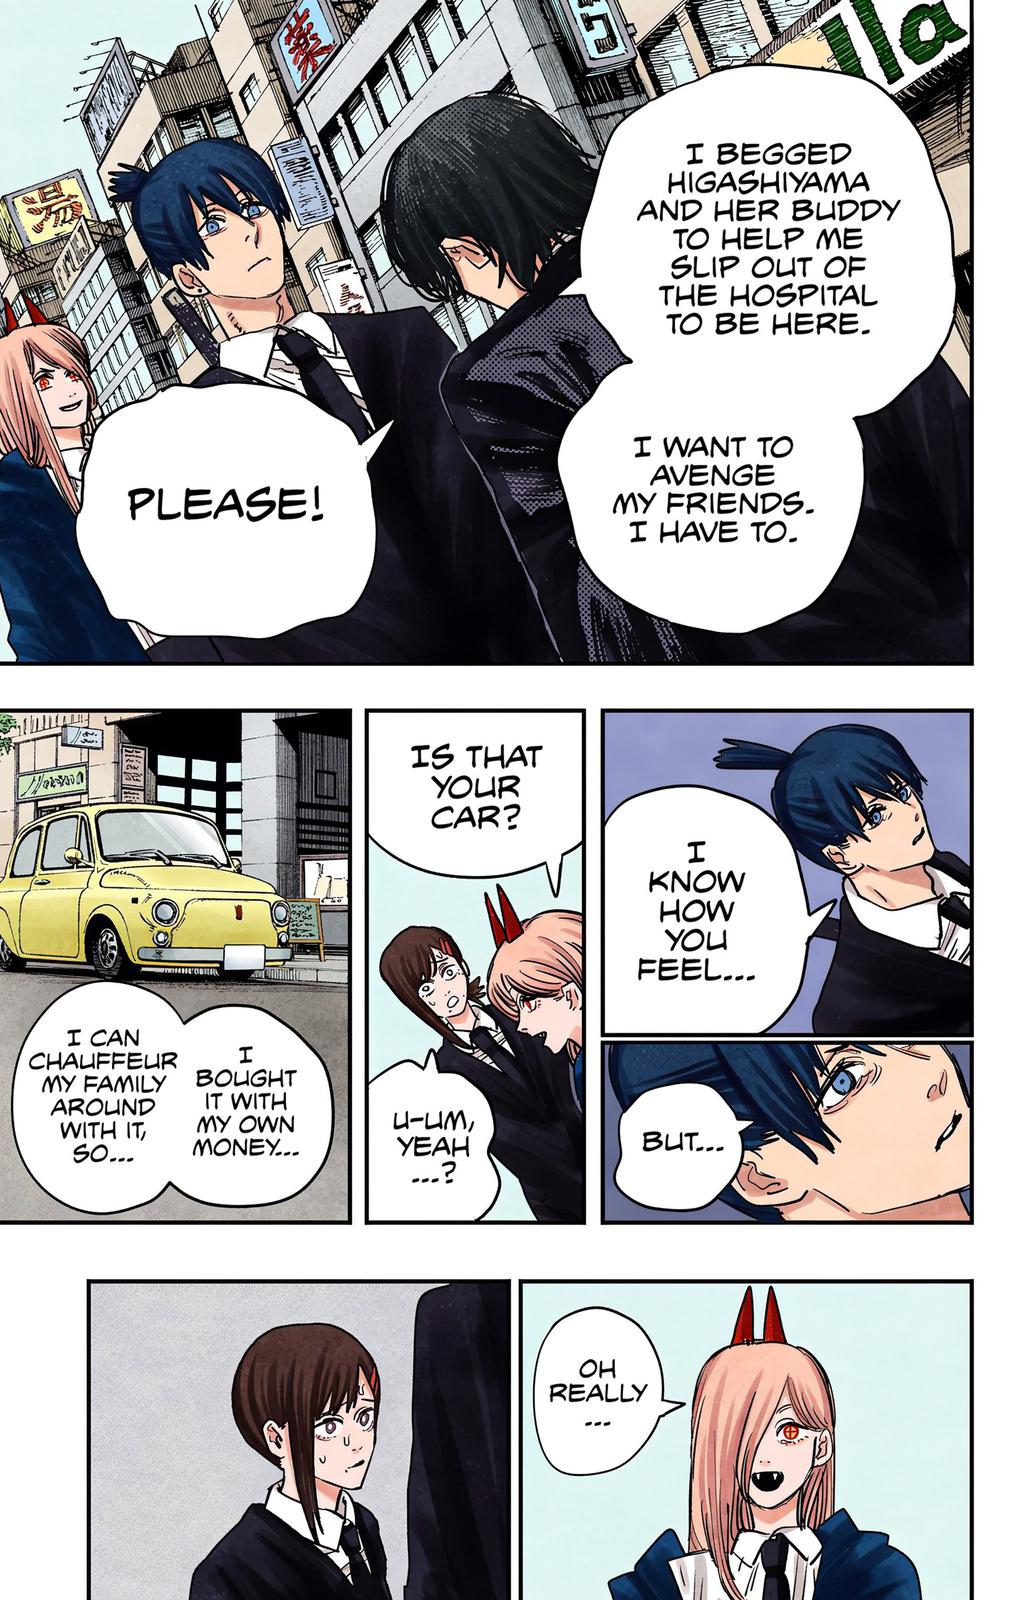 lla
薬
湯
I BEGGED
HIGASHIYAMA
AND HER BUDDY
TO HELP ME
SLIP OUT OF
THE HOSPITAL
TO BE HERE.
I WANT TO
AVENGE
MY FRIENDS.
I HAVE TO.
PLEASE!
I
KNOW
HOW
YOU
FEEL...
BUT...
IS THAT
YOUR
CAR?
U-UM,
YEAH
...?
I
BOUGHT
IT WITH
MY OWN
MONEY...
I CAN
CHAUFFEUR
MY FAMILY
AROUND
WITH IT,
SO...
OH
REALLY
...